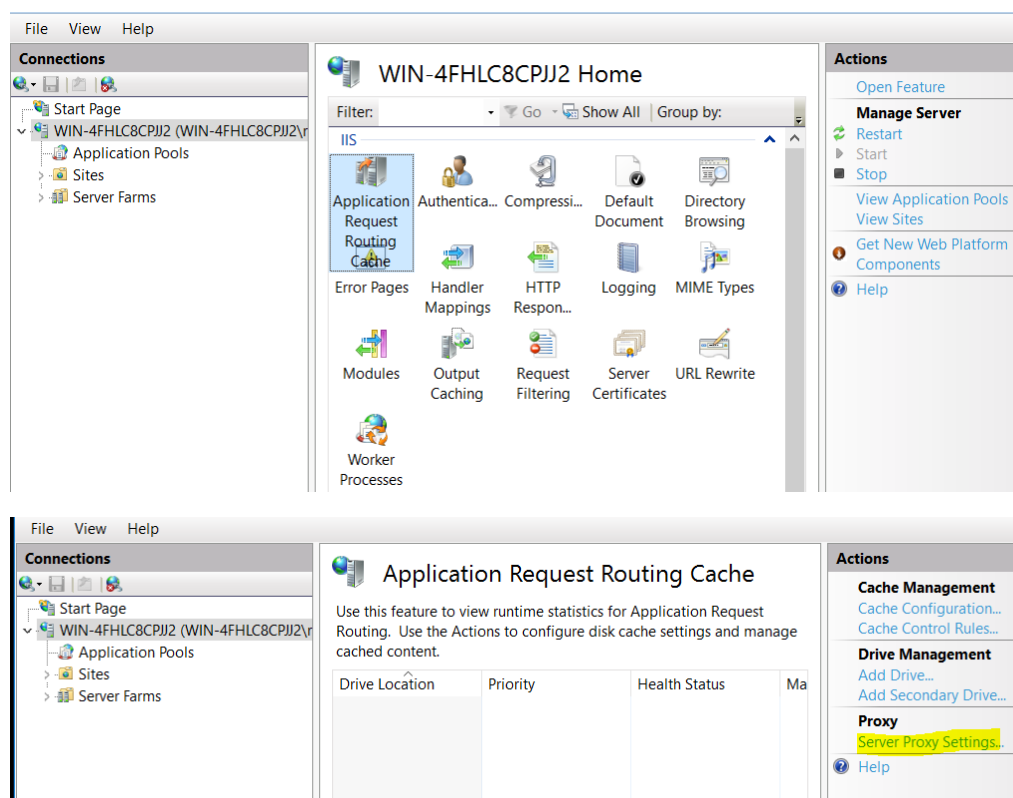 File View Help
Connections
Start Page
WIN-4FHLC8CPJJ2 (WIN-4FHLC8CPJJ2\r
Application Pools
Sites
Server Farms
WIN-4FHLC8CPJJ2 Home
Filter: Go Show All Group by:
IIS
Application Request Routing Cache
Authentica...
Compressi...
Default Document
Directory Browsing
Error Pages
Handler Mappings
HTTP Respon...
Logging
MIME Types
Modules
Output Caching
Request Filtering
Server Certificates
URL Rewrite
Worker Processes
Actions
Open Feature
Manage Server
Restart
Start
Stop
View Application Pools
View Sites
Get New Web Platform
Components
Help
File View Help
Connections
Start Page
WIN-4FHLC8CPJJ2 (WIN-4FHLC8CPJJ2\r
Application Pools
Sites
Server Farms
Application Request Routing Cache
Use this feature to view runtime statistics for Application Request
Routing. Use the Actions to configure disk cache settings and manage
cached content.
Drive Location Priority Health Status Ma
Actions
Cache Management
Cache Configuration...
Cache Control Rules...
Drive Management
Add Drive...
Add Secondary Drive...
Proxy
Server Proxy Settings...
Help